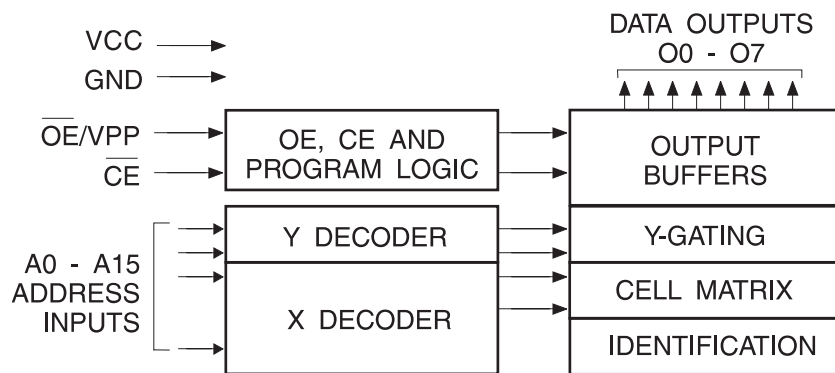 VCC
GND
OE/VPP
CE
A0 - A15
ADDRESS
INPUTS
OE, CE AND
PROGRAM LOGIC
Y DECODER
X DECODER
DATA OUTPUTS
O0 - O7
OUTPUT
BUFFERS
Y-GATING
CELL MATRIX
IDENTIFICATION